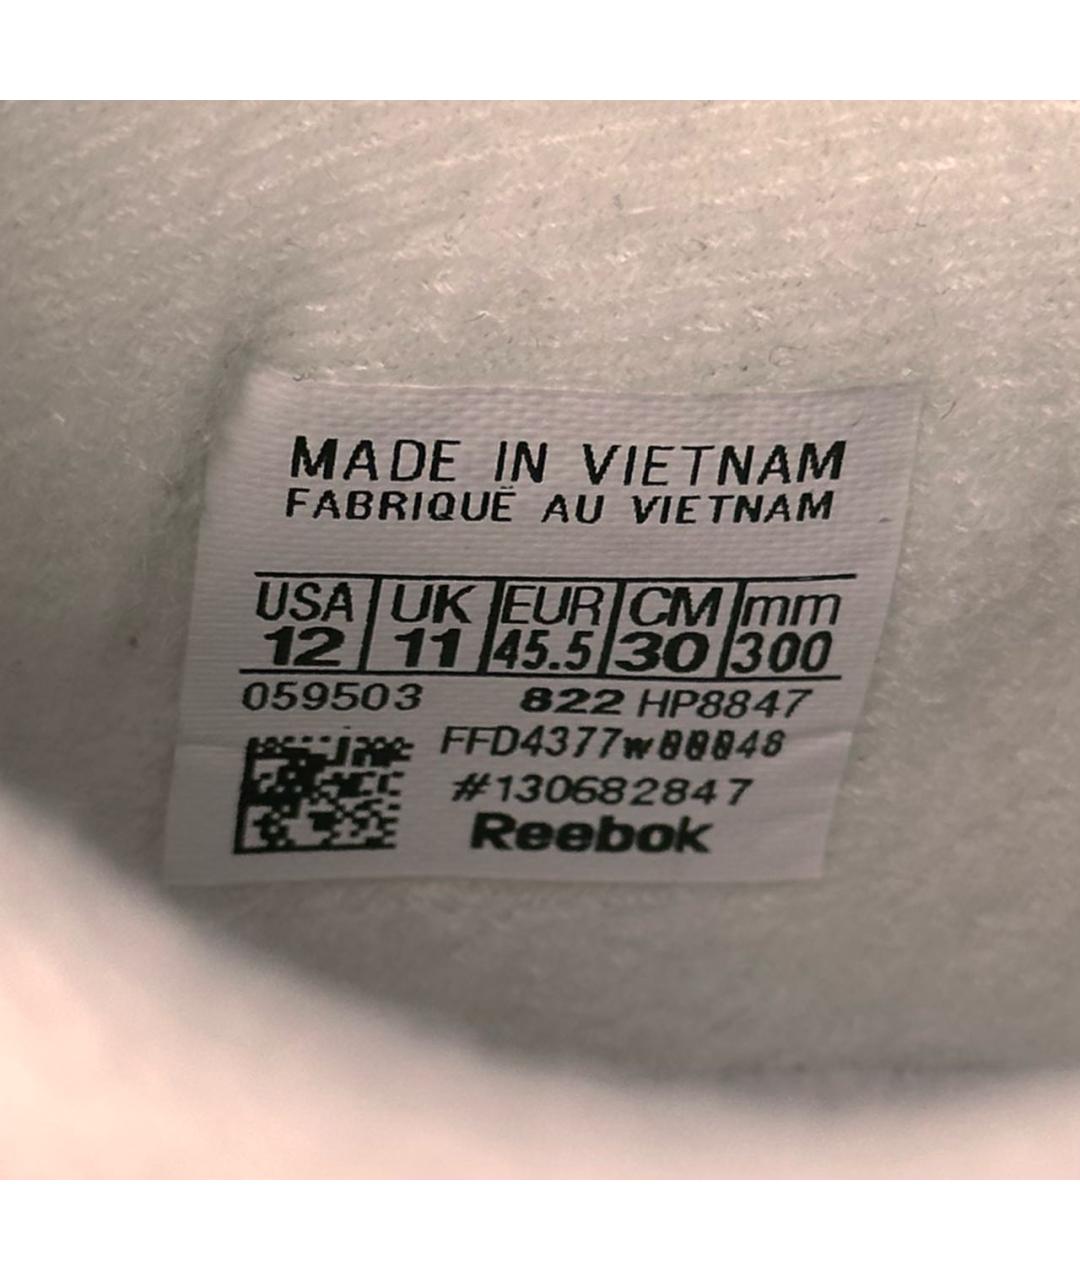 MADE IN VIETNAM
FABRIQUÉ AU VIETNAM
USA UK EUR CM mm
12 11 45.5 30 300
059503 822 HP8847
#130682847
Reebok